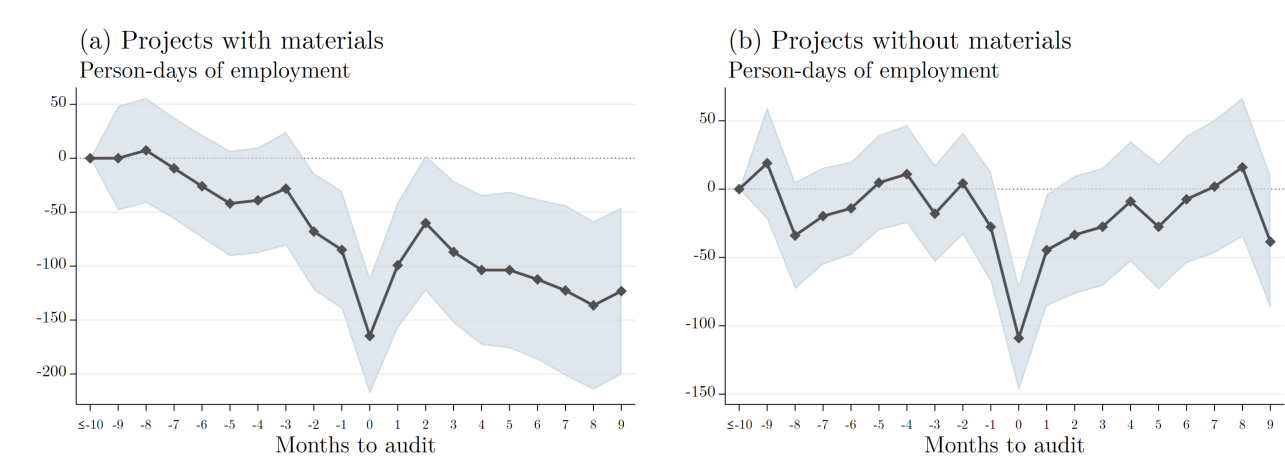 (a) Projects with materials
Person-days of employment
50
0
-50
-100
-150
-200
≤-10 -9 -8 -7 -6 -5 -4 -3 -2 -1 0 1 2 3 4 5 6 7 8 9
Months to audit
(b) Projects without materials
Person-days of employment
50
0
-50
-100
-150
≤-10 -9 -8 -7 -6 -5 -4 -3 -2 -1 0 1 2 3 4 5 6 7 8 9
Months to audit